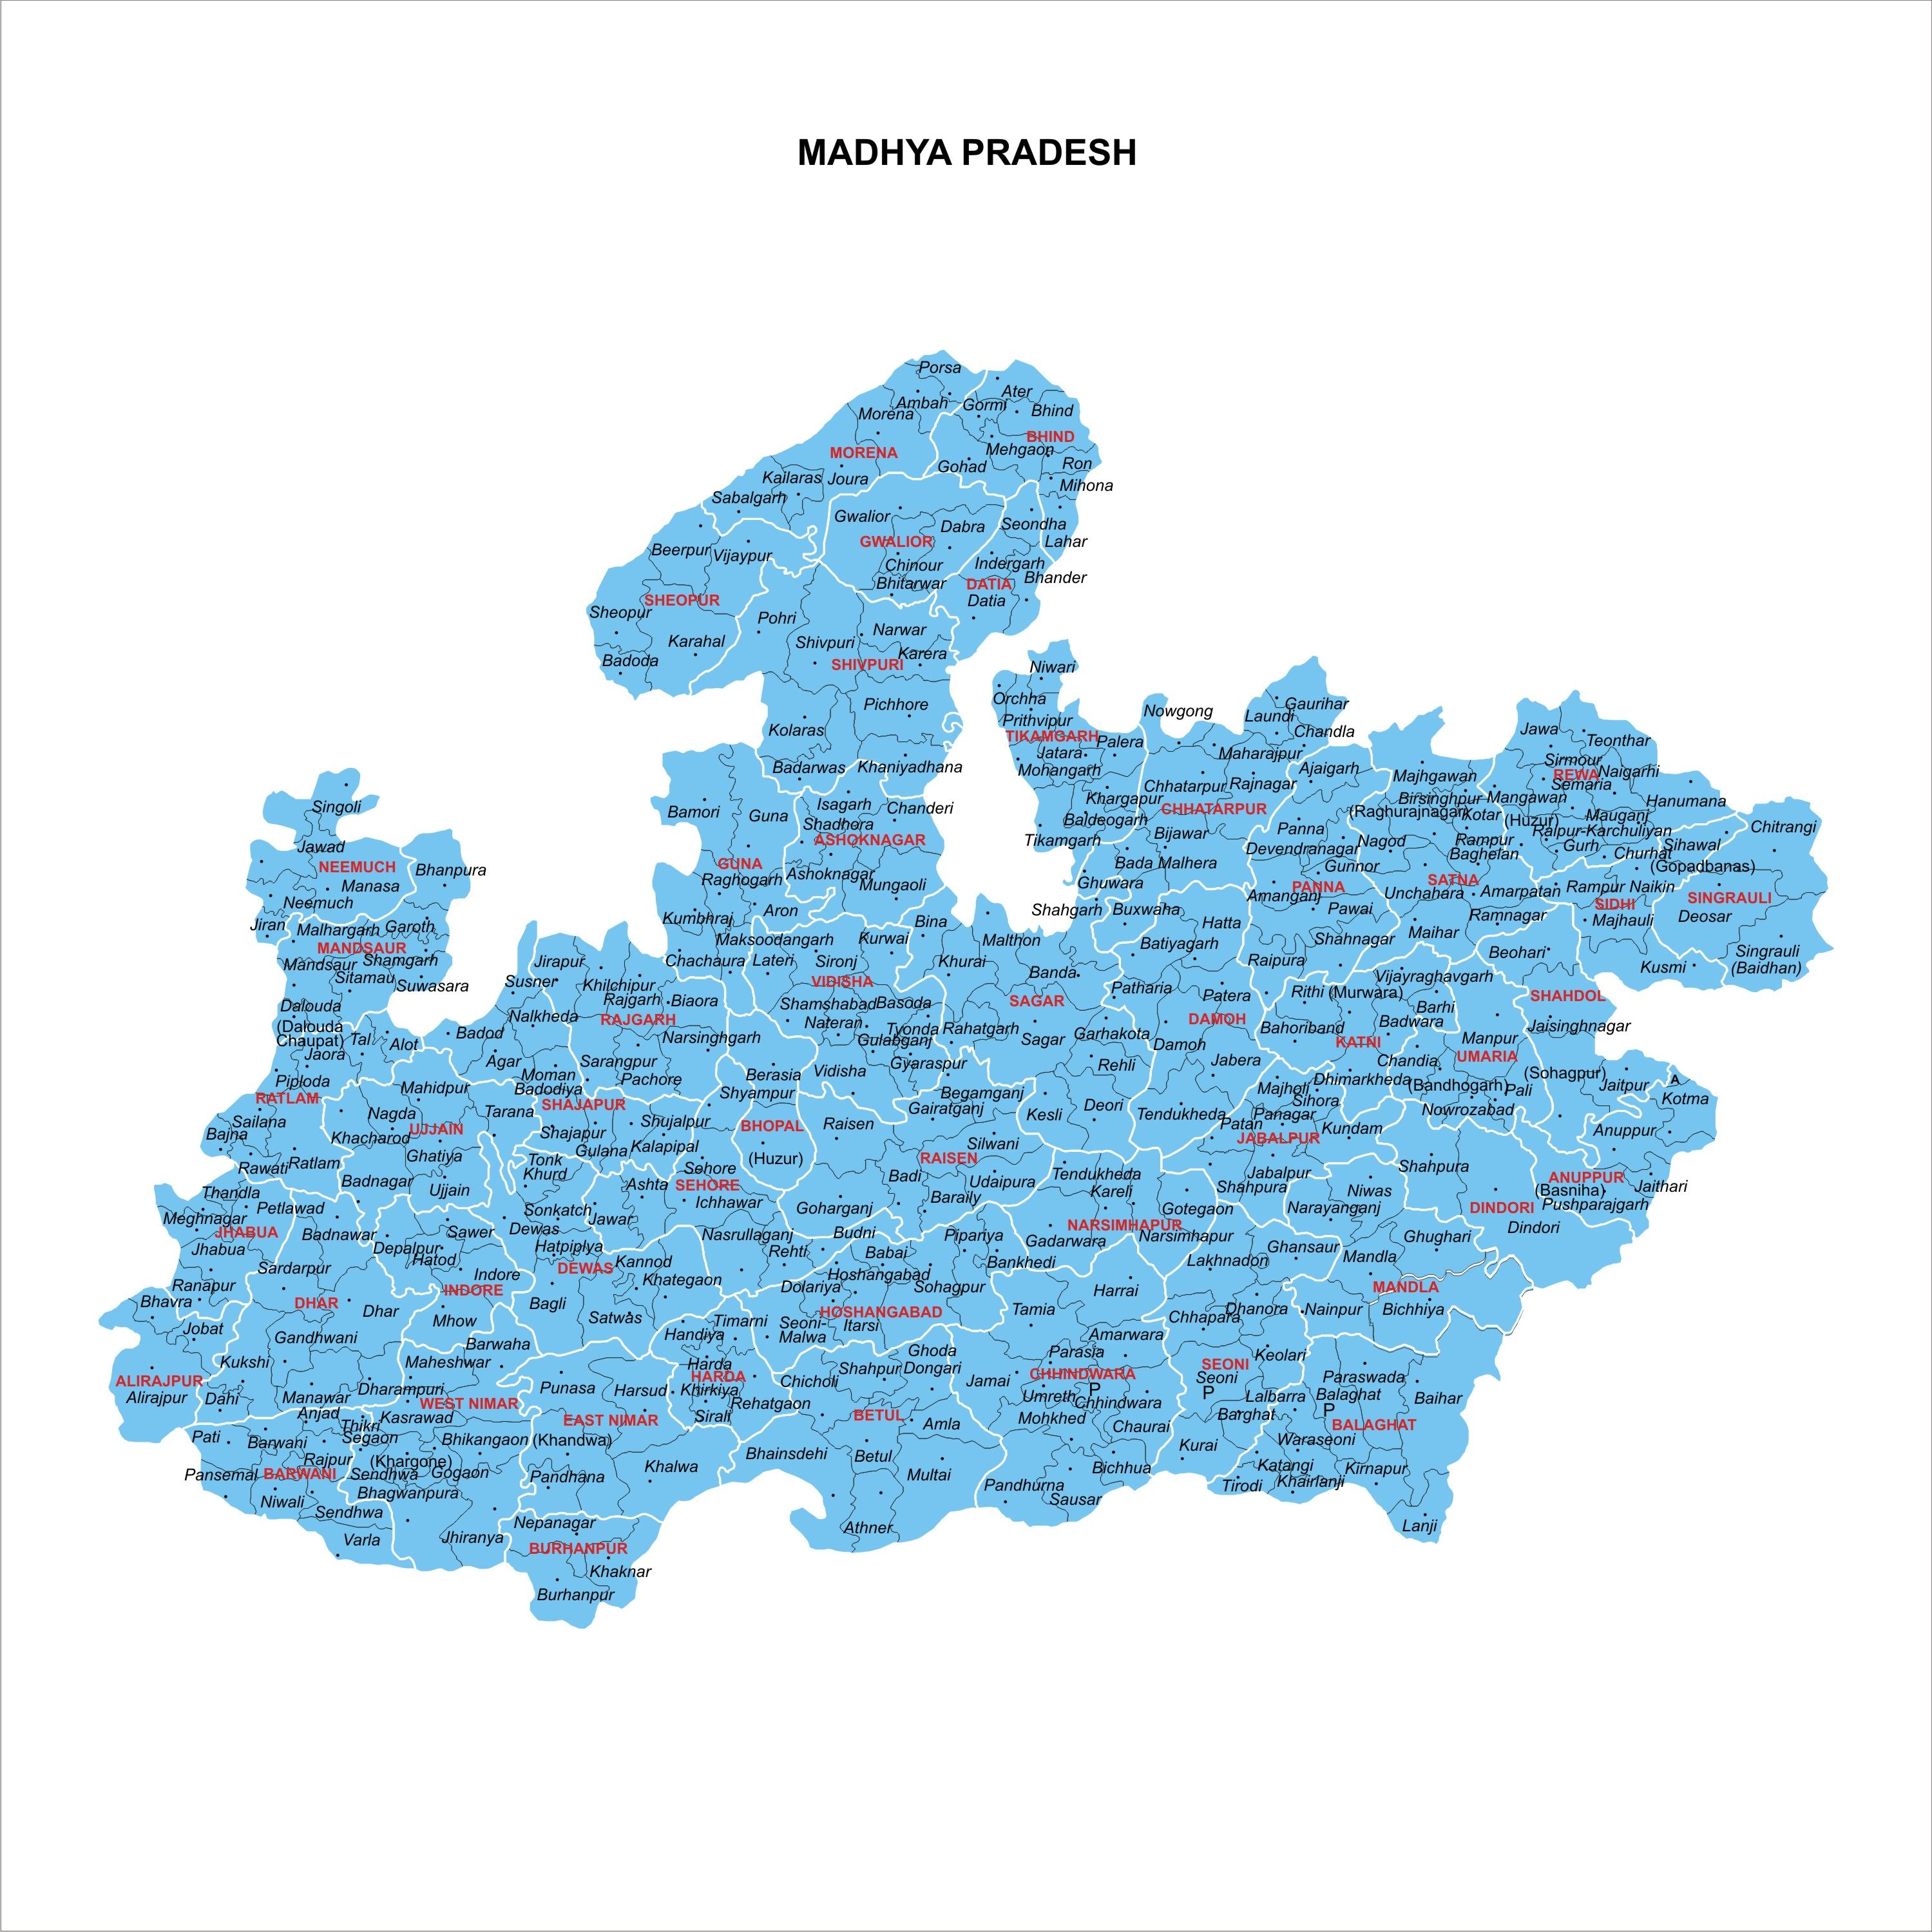 MADHYA PRADESH
Porsa
Ater
Ambah
Gormi
Bhind
Morena
BHIND
MORENA
Mehgaon
Gohad
Ron
Kailaras
Joura
Mihona
Sabalgarh
Gwalior
Dabra
Seondha
GWALIOR
Lahar
Beerpur
Vijaypur
Chinour
Indergarh
Bhitarwar
DATIA
Bhander
SHEOPUR
Datia
Sheopur
Pohri
Narwar
Karahal
Shivpuri
Karera
Badoda
SHIVPURI
Niwari
Orchha
Pichhore
Gaurihar
Nowgong
Laundi
Prithvipur
Kolaras
TIKAMGARH
Palera
Chandla
Jawa
Teonthar
Jatara
Maharajpur
Sirmour
Badarwas
Khaniyadhana
Mohangarh
Ajaigarh
Majhgawan
REWA
Naigarhi
Chhatarpur
Rajnagar
Semaria
Singoli
Isagarh
Chanderi
Khargapur
CHHATARPUR
Birsinghpur
Mangawan
Hanumana
Bamori
Guna
Shadhora
Baldeogarh
(Raghurajnagar)
Kotar
(Huzur)
Mauganj
Chitrangi
ASHOKNAGAR
Tikamgarh
Bijawar
Panna
Nagod
Rampur
Baghelan
Raipur-Karchuliyan
Jawad
Devendranagar
Gurh
Churhat
Sihawal
NEEMUCH
Bhanpura
GUNA
Bada Malhera
Gunnor
(Gopadbanas)
Manasa
Raghogarh
Ashoknagar
Mungaoli
Ghuwara
PANNA
SATNA
Neemuch
Amanganj
Unchahara
Amarpatan
Rampur Naikin
SINGRAULI
Kumbhraj
Aron
Shahgarh
Buxwaha
Pawai
SIDHI
Jiran
Malhargarh
Garoth
Bina
Hatta
Ramnagar
Majhauli
Deosar
MANDSAUR
Maksoodangarh
Kurwai
Malthon
Batiyagarh
Shahnagar
Maihar
Beohari
Singrauli
(Baidhan)
Mandsaur
Shamgarh
Jirapur
Chachaura
Lateri
Sironj
Khurai
Raipura
Kusmi
Sitamau
Suwasara
Susner
Khilchipur
VIDISHA
Banda
Vijayraghavgarh
Dalouda
Rajgarh
Biaora
Shamshabad
Basoda
SAGAR
Patharia
Patera
Rithi
(Murwara)
Barhi
SHAHDOL
(Dalouda
Chaupat)
Nalkheda
RAJGARH
Nateran
Tyonda
Rahatgarh
DAMOH
Bahoriband
Badwara
Jaisinghnagar
Tal
Alot
Badod
Narsinghgarh
Gulabganj
Sagar
Garhakota
Damoh
KATNI
Manpur
Jaora
Agar
Sarangpur
Gyaraspur
Rehli
Jabera
Chandia
UMARIA
Piploda
Mahidpur
Moman
Badodiya
Pachore
Berasia
Vidisha
Majholi
Dhimarkheda
(Bandhogarh)
Pali
(Sohagpur)
Jaitpur
RATLAM
Shyampur
Begamganj
Sihora
Kotma
Nagda
Tarana
SHAJAPUR
Gairatganj
Kesli
Deori
Tendukheda
Panagar
Nowrozabad
Sailana
UJJAIN
Shujalpur
BHOPAL
Raisen
Patan
Kundam
Anuppur
Bajna
Khacharod
Shajapur
JABALPUR
Gulana
Kalapipal
(Huzur)
Silwani
Rawati
Ratlam
Ghatiya
Tonk
Khurd
Sehore
RAISEN
Badi
Tendukheda
Jabalpur
Shahpura
ANUPPUR
Badnagar
Ujjain
Ashta
SEHORE
Udaipura
Kareli
Shahpura
Niwas
(Basniha)
Jaithari
Thandla
Petlawad
Ichhawar
Baraily
Pushparajgarh
Meghnagar
Sonkatch
Jawar
Goharganj
Gotegaon
Narayanganj
DINDORI
JHABUA
Badnawar
Sawer
Dewas
Nasrullaganj
Budni
Pipariya
NARSIMHAPUR
Dindori
Jhabua
Depalpur
Hatod
Hatpiplya
Rehti
Babai
Gadarwara
Narsimhapur
Ghansaur
Ghughari
Sardarpur
Indore
DEWAS
Kannod
Hoshangabad
Bankhedi
Lakhnadon
Mandla
Ranapur
INDORE
Khategaon
Dolariya
Sohagpur
Harrai
MANDLA
Bhavra
DHAR
Dhar
Bagli
HOSHANGABAD
Tamia
Dhanora
Nainpur
Bichhiya
Jobat
Mhow
Satwas
Timarni
Seoni-
Malwa
Itarsi
Chhapara
Gandhwani
Barwaha
Handiya
Amarwara
Kukshi
Maheshwar
Harda
Ghoda
Dongari
Parasia
Keolari
ALIRAJPUR
HARDA
Shahpur
CHHINDWARA
SEONI
Paraswada
Alirajpur
Dahi
Manawar
Dharampuri
Punasa
Harsud
Khirkiya
Chicholi
Jamai
P
Seoni
P
Balaghat
Baihar
WEST NIMAR
Rehatgaon
Umreth
Chhindwara
Lalbarra
P
Anjad
Kasrawad
EAST NIMAR
Sirali
BETUL
Mohkhed
Barghat
BALAGHAT
Thikri
Amla
Chaurai
Pati
Barwani
Segaon
Bhikangaon
(Khandwa)
Bhainsdehi
Betul
Kurai
Waraseoni
Rajpur
(Khargone)
Khalwa
Bichhua
Katangi
Kirnapur
Pansemal
BARWANI
Sendhwa
Gogaon
Pandhana
Multai
Pandhurna
Tirodi
Khairlanji
Niwali
Bhagwanpura
Sausar
Sendhwa
Nepanagar
Athner
Lanji
Varla
Jhiranya
BURHANPUR
Khaknar
Burhanpur